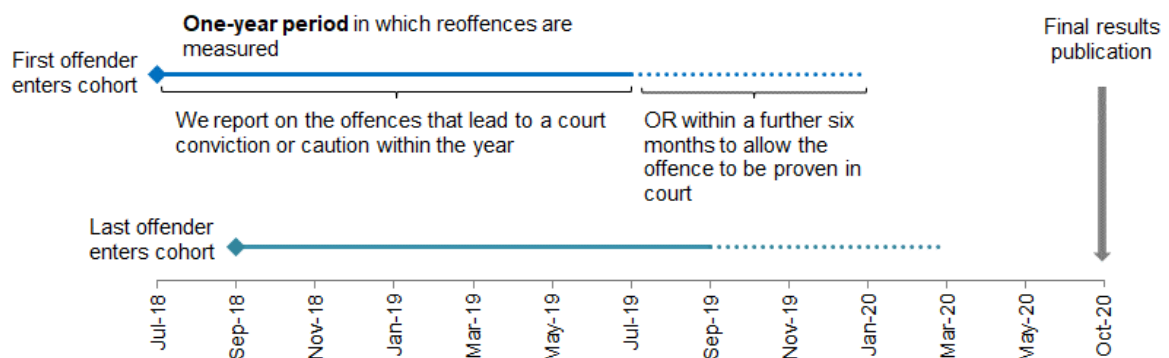 One-year period in which reoffences are
measured
Final results
publication
First offender
enters cohort
We report on the offences that lead to a court
conviction or caution within the year
OR within a further six
months to allow the
offence to be proven in
court
Last offender
enters cohort
Jul-18
Sep-18
Nov-18
Jan-19
Mar-19
May-19
Jul-19
Sep-19
Nov-19
Jan-20
Mar-20
May-20
Oct-20